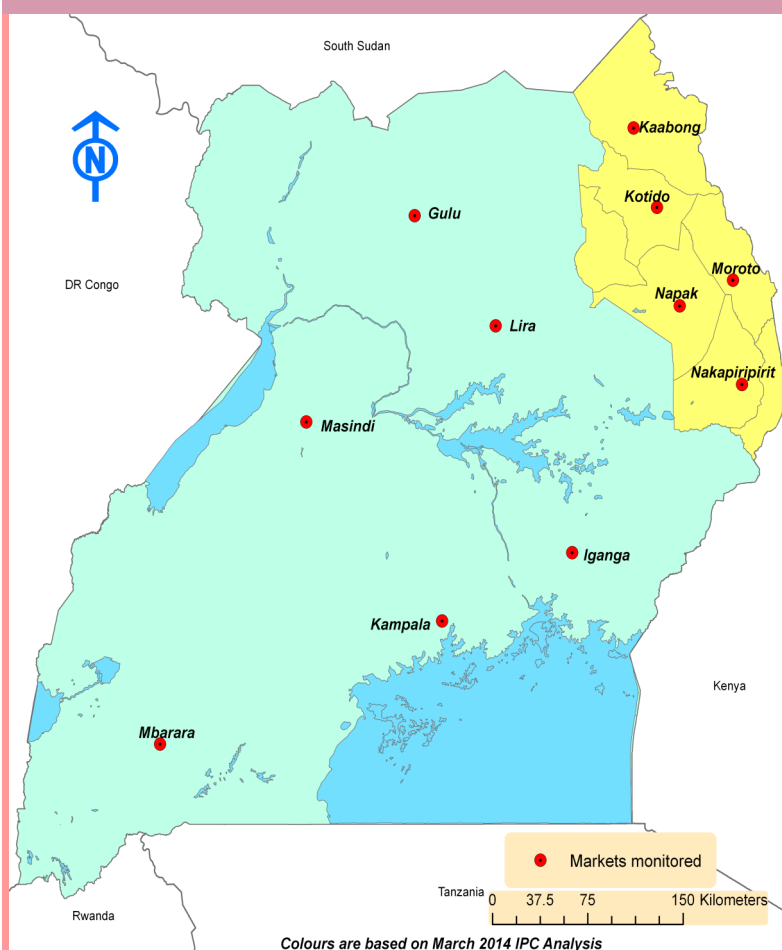 South Sudan
N
Kaabong
Kotido
Gulu
Moroto
DR Congo
Napak
Lira
Nakapiripirit
Masindi
Iganga
Kampala
Kenya
Mbarara
Markets monitored
Tanzania
0 37.5 75 150 Kilometers
Rwanda
Colours are based on March 2014 IPC Analysis